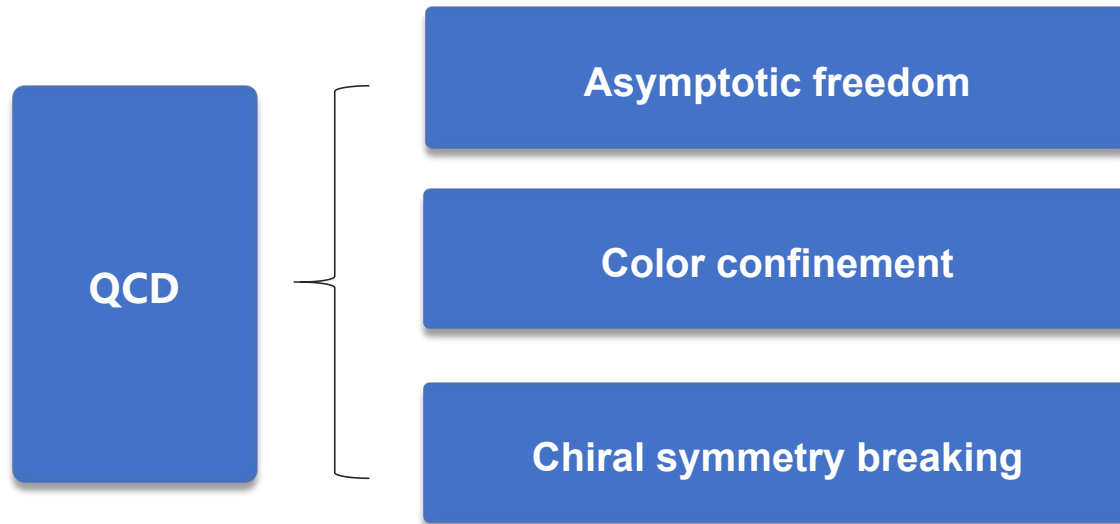 QCD
Asymptotic freedom
Color confinement
Chiral symmetry breaking